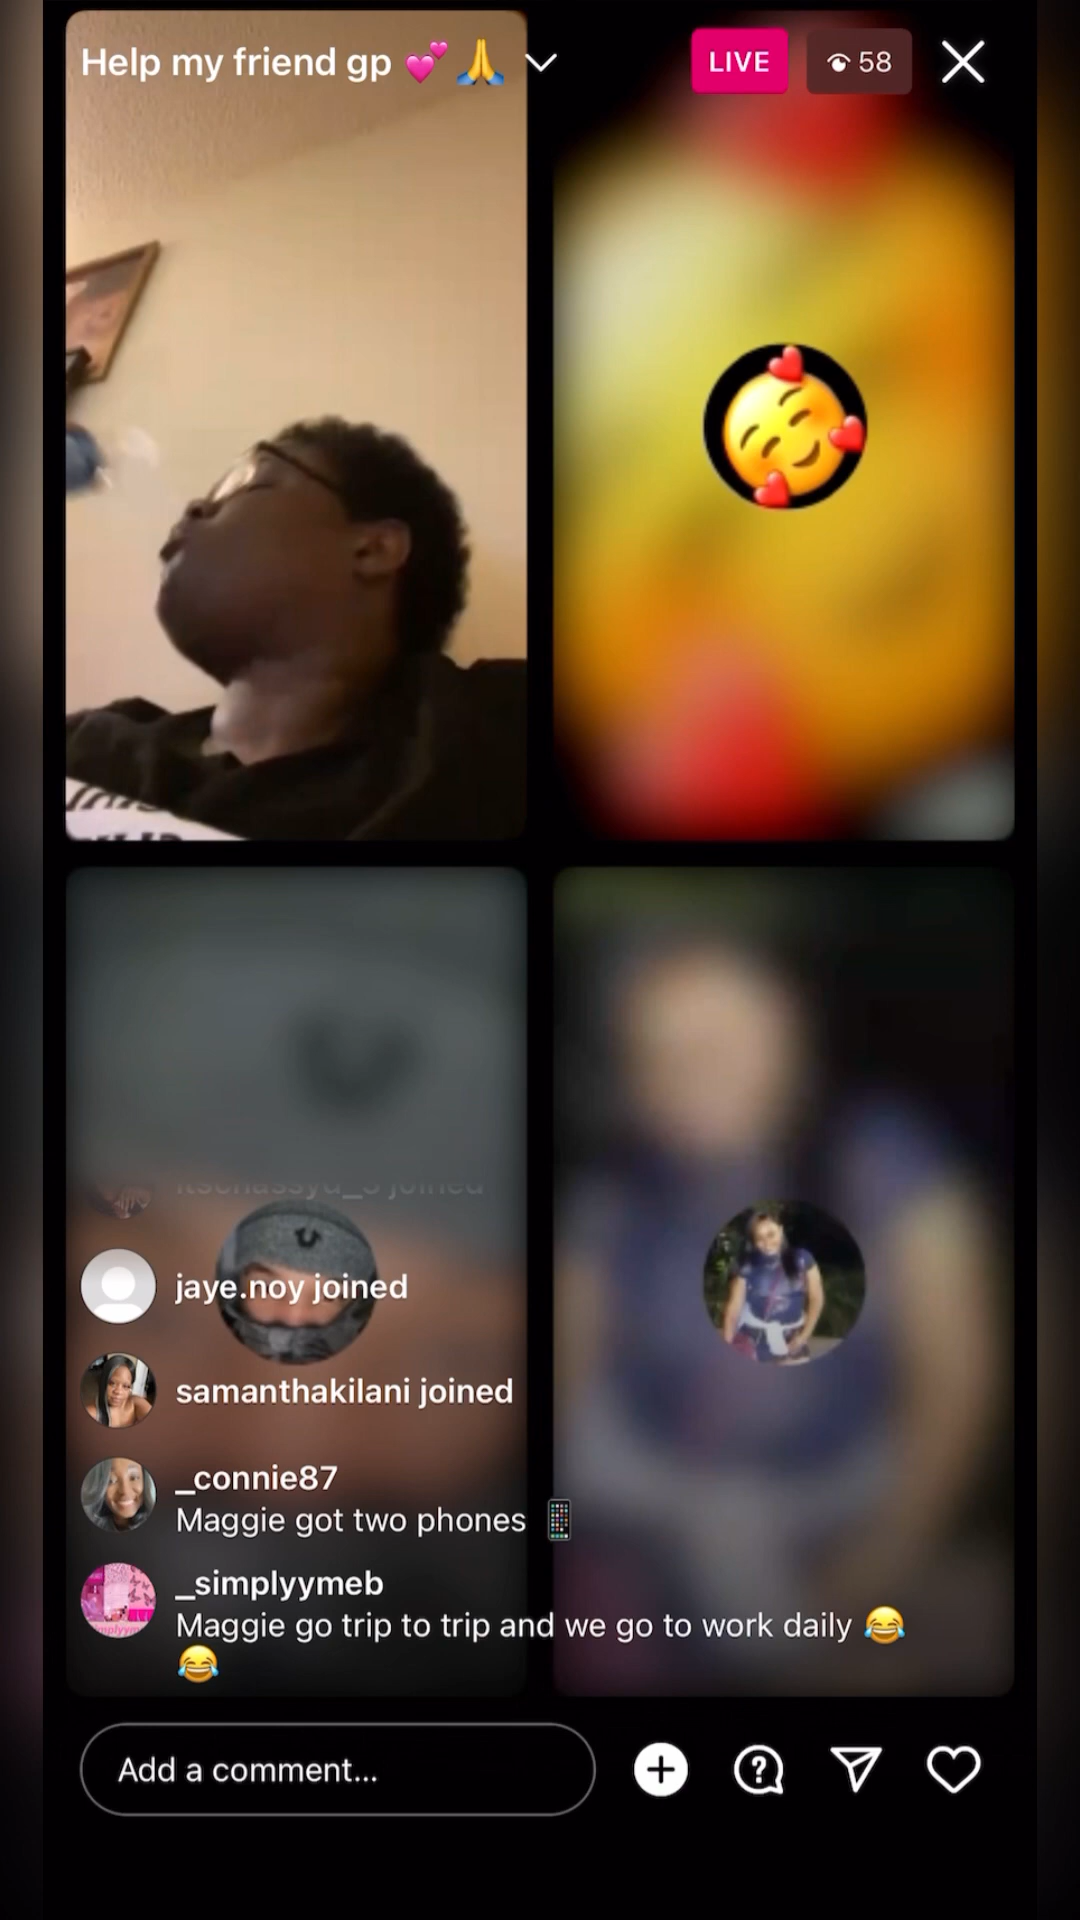 Help my friend gp 💕 🙏
LIVE
58
jaye.noy joined
samanthakilani joined
_connie87
Maggie got two phones 📱
_simplyymeb
Maggie go trip to trip and we go to work daily 😂
😂
Add a comment...